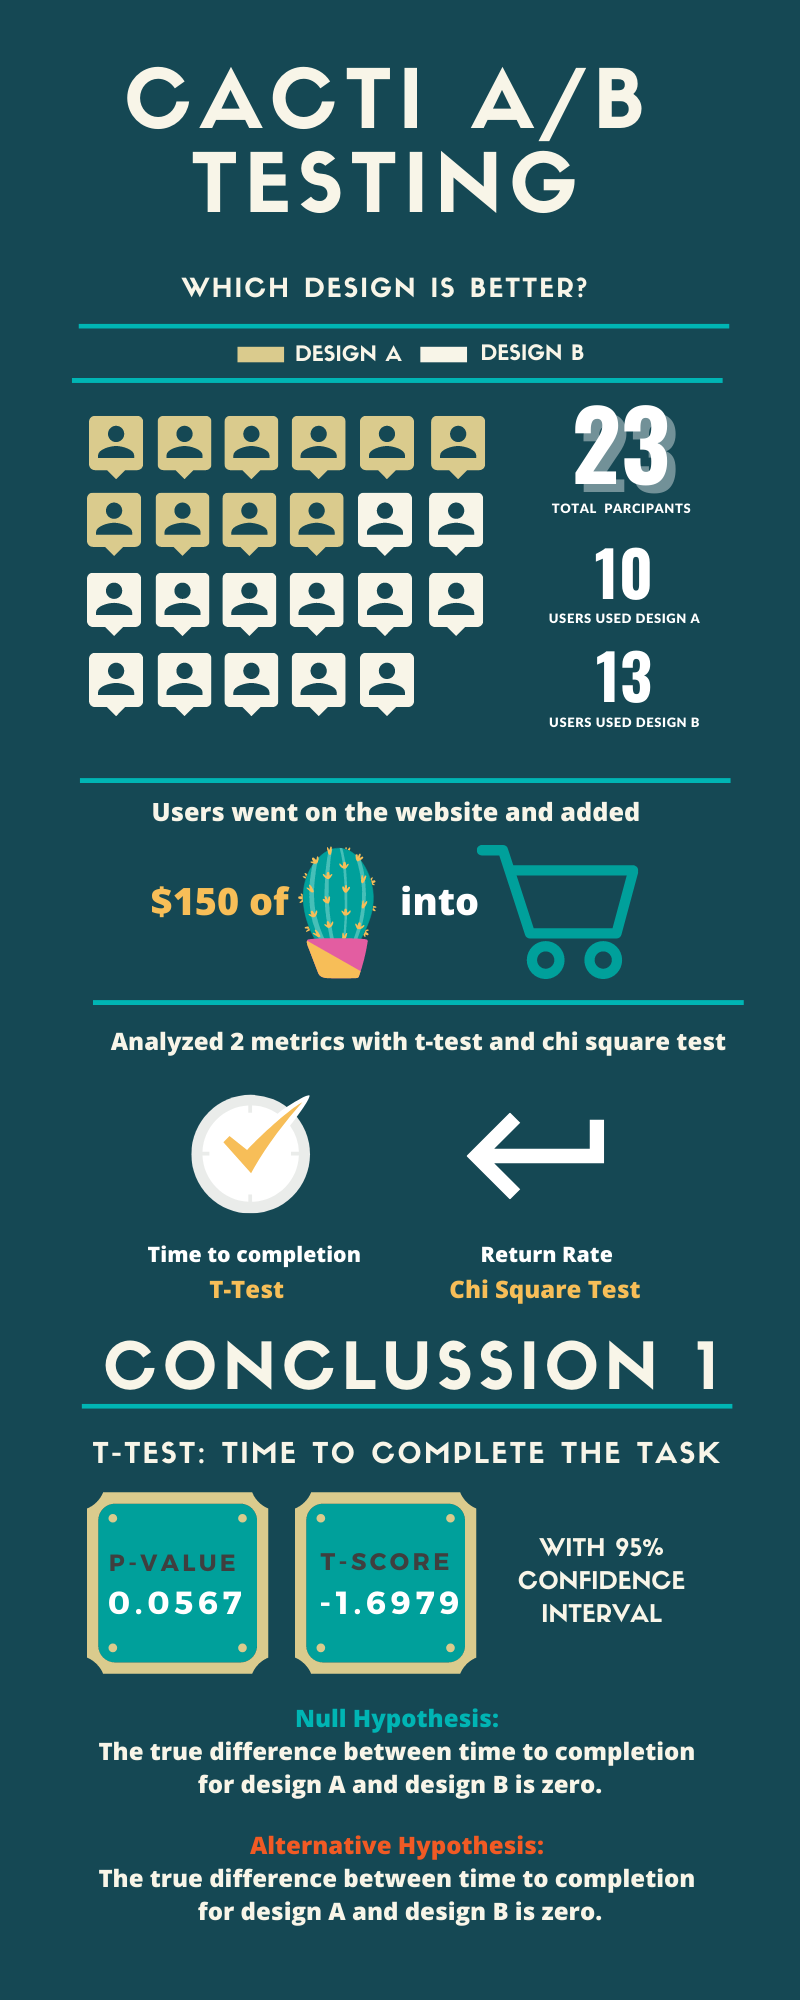 CACTI A/B
TESTING
WHICH DESIGN IS BETTER?
DESIGN A DESIGN B
23
TOTAL PARCIPANTS
10
USERS USED DESIGN A
13
USERS USED DESIGN B
Users went on the website and added
$150 of into
Analyzed 2 metrics with t-test and chi square test
Time to completion
T-Test
Return Rate
Chi Square Test
CONCLUSSION 1
T-TEST: TIME TO COMPLETE THE TASK
P-VALUE
0.0567
T-SCORE
-1.6979
WITH 95%
CONFIDENCE
INTERVAL
Null Hypothesis:
The true difference between time to completion
for design A and design B is zero.
Alternative Hypothesis:
The true difference between time to completion
for design A and design B is zero.